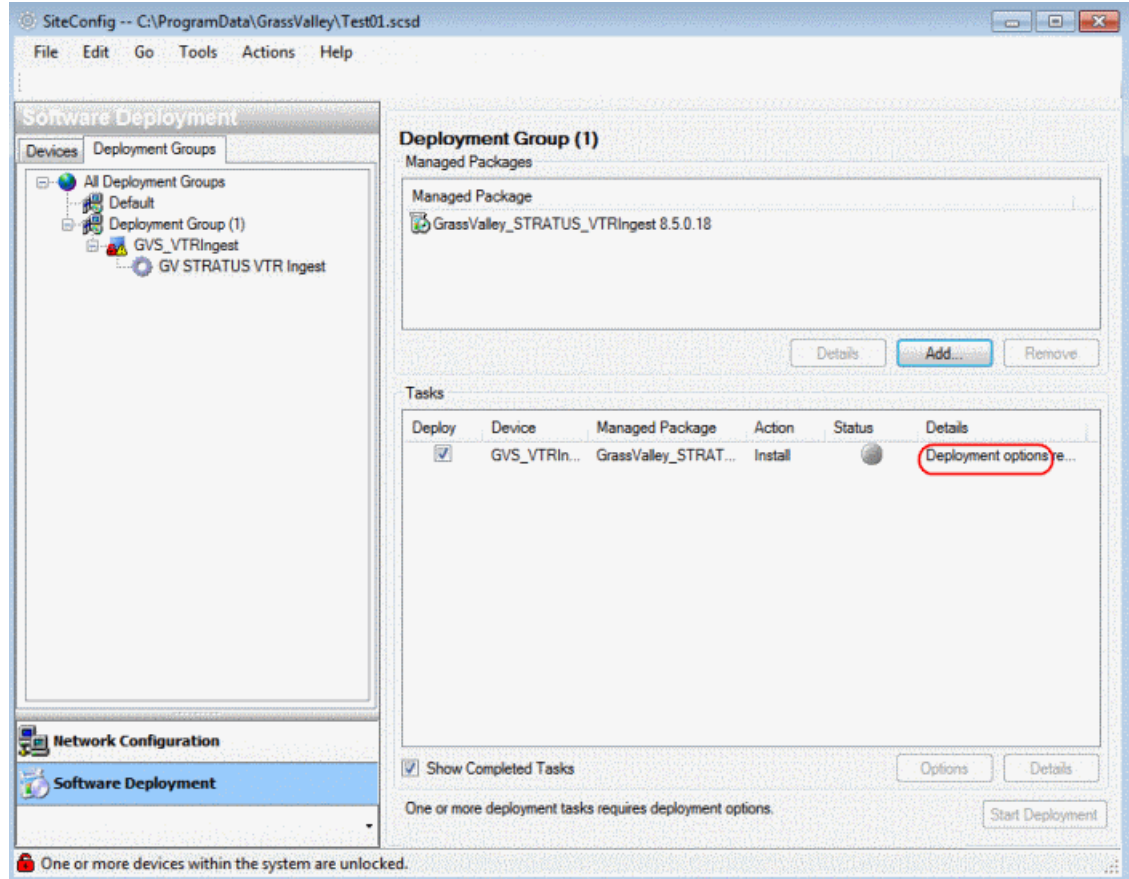 SiteConfig -- C:\ProgramData\GrassValley\Test01.scsd
File Edit Go Tools Actions Help
Software Deployment
Devices Deployment Groups
All Deployment Groups
Default
Deployment Group (1)
GVS_VTRIngest
GV STRATUS VTR Ingest
Network Configuration
Software Deployment
Deployment Group (1)
Managed Packages
Managed Package
GrassValley_STRATUS_VTRIngest 8.5.0.18
Details Add... Remove
Tasks
Deploy Device Managed Package Action Status Details
GVS_VTRIn... GrassValley_STRAT... Install Deployment options re...
Show Completed Tasks Options Details
One or more deployment tasks requires deployment options. Start Deployment
One or more devices within the system are unlocked.